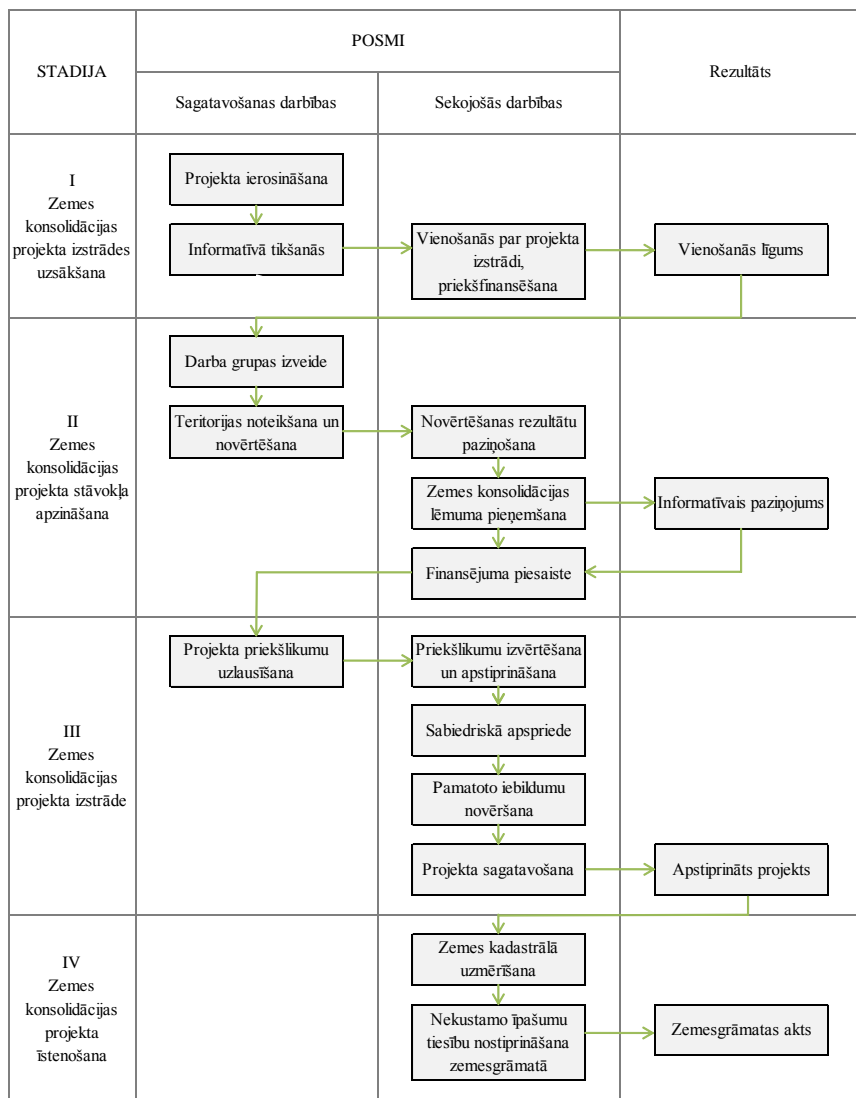 STADIJA
POSMI
Rezultāts
Sagatavošanas darbības
Sekojošās darbības
I
Zemes
konsolidācijas
projekta izstrādes
uzsākšana
Projekta ierosināšana
Informatīvā tikšanās
Vienošanās par projekta
izstrādi,
priekšfinansēšana
Vienošanās līgums
II
Zemes
konsolidācijas
projekta stāvokļa
apzināšana
Darba grupas izveide
Teritorijas noteikšana un
novērtēšana
Novērtēšanas rezultātu
paziņošana
Zemes konsolidācijas
lēmuma pieņemšana
Informatīvais paziņojums
Finansējuma piesaiste
III
Zemes
konsolidācijas
projekta izstrāde
Projekta priekšlikumu
uzlausīšana
Priekšlikumu izvērtēšana
un apstiprināšana
Sabiedriskā apspriede
Pamatoto iebildumu
novēršana
Projekta sagatavošana
Apstiprināts projekts
IV
Zemes
konsolidācijas
projekta
īstenošana
Zemes kadastrālā
uzmērīšana
Nekustamo īpašumu
tiesību nostiprināšana
zemesgrāmatā
Zemesgrāmatas akts